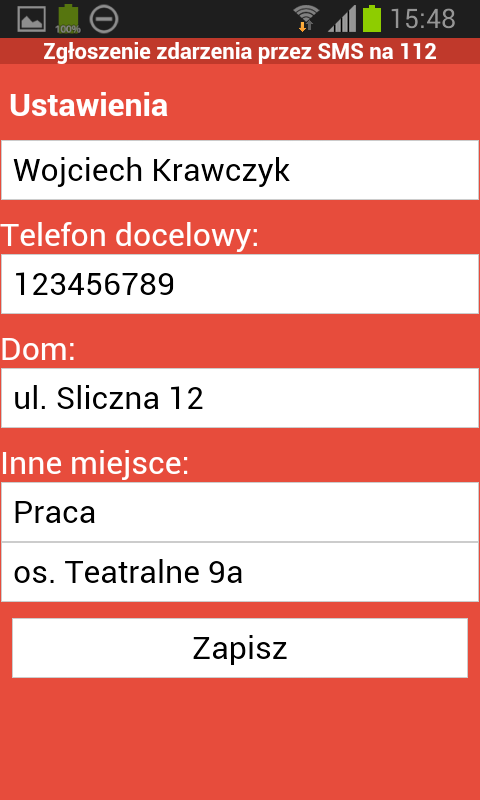 100%
15:48
Zgłoszenie zdarzenia przez SMS na 112
Ustawienia
Wojciech Krawczyk
Telefon docelowy:
123456789
Dom:
ul. Sliczna 12
Inne miejsce:
Praca
os. Teatralne 9a
Zapisz